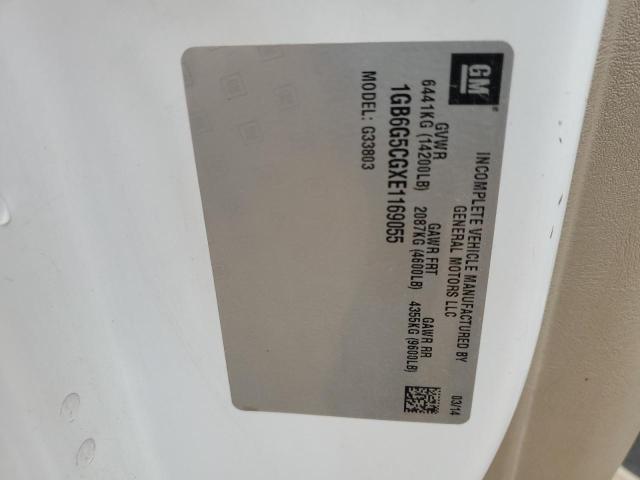 GM
INCOMPLETE VEHICLE MANUFACTURED BY
GENERAL MOTORS LLC
03/14
GVWR GAWR FRT GAWR RR
6441KG (14200LB) 2087KG (4600LB) 4355KG (9600LB)
1GB6G5CGXE1169055
MODEL: G33803